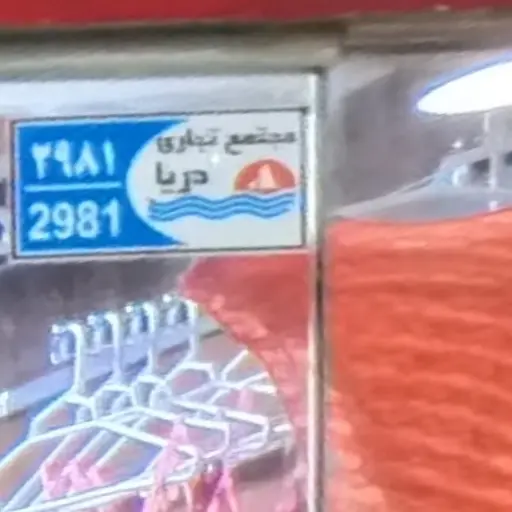 مجتمع تجاری
دریا
۲۹۸۱
2981